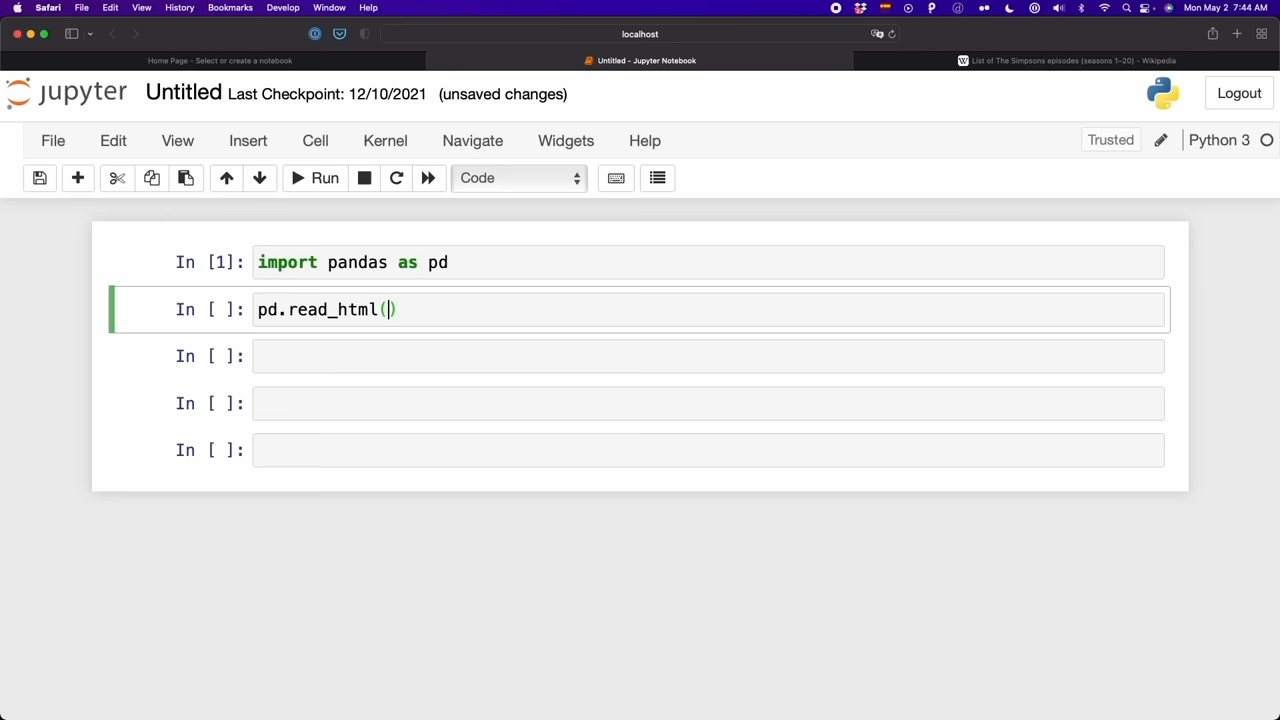 Safari File Edit View History Bookmarks Develop Window Help Mon May 2 7:44 AM
localhost
Home Page - Select or create a notebook Untitled - Jupyter Notebook List of The Simpsons episodes (seasons 1–20) - Wikipedia
jupyter Untitled Last Checkpoint: 12/10/2021 (unsaved changes) Logout
File Edit View Insert Cell Kernel Navigate Widgets Help Trusted Python 3
Run Code
In [1]: import pandas as pd
In [ ]: pd.read_html()
In [ ]:
In [ ]:
In [ ]: